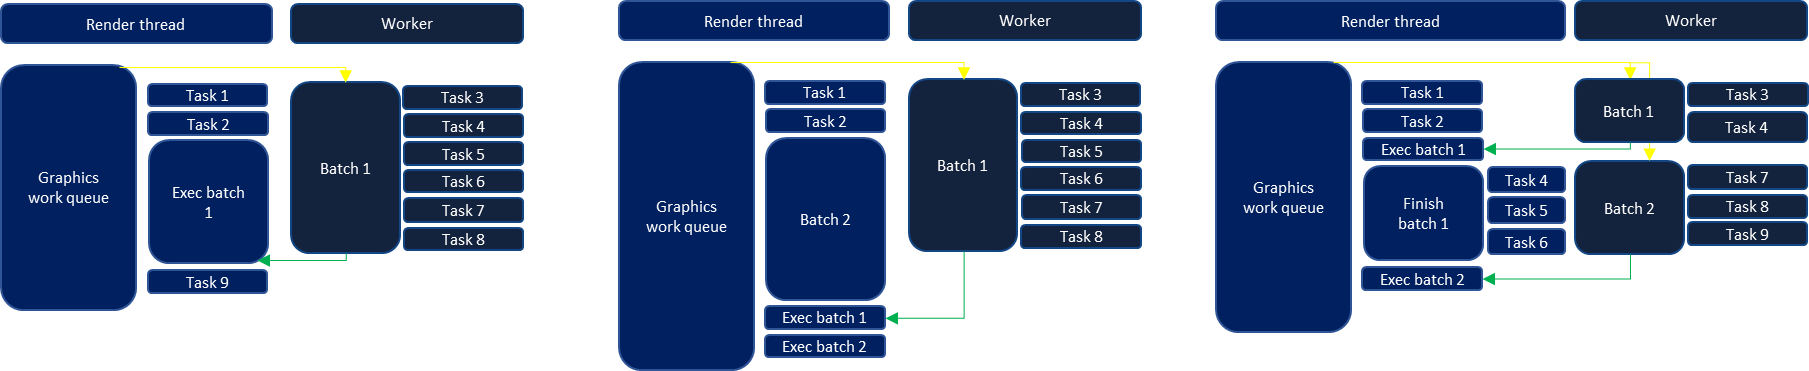 Render thread
Worker
Graphics
work queue
Task 1
Task 2
Exec batch
1
Task 9
Batch 1
Task 3
Task 4
Task 5
Task 6
Task 7
Task 8
Render thread
Worker
Graphics
work queue
Task 1
Task 2
Batch 2
Exec batch 1
Exec batch 2
Batch 1
Task 3
Task 4
Task 5
Task 6
Task 7
Task 8
Render thread
Worker
Graphics
work queue
Task 1
Task 2
Exec batch 1
Finish
batch 1
Task 4
Task 5
Task 6
Exec batch 2
Batch 1
Task 3
Task 4
Batch 2
Task 7
Task 8
Task 9